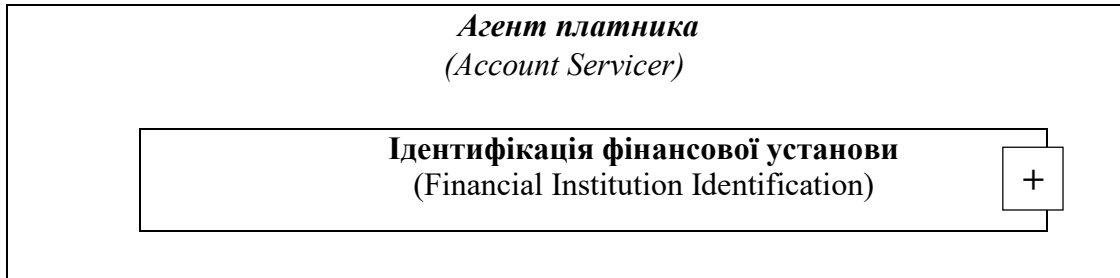 Агент платника
(Account Servicer)
Ідентифікація фінансової установи
(Financial Institution Identification)
+